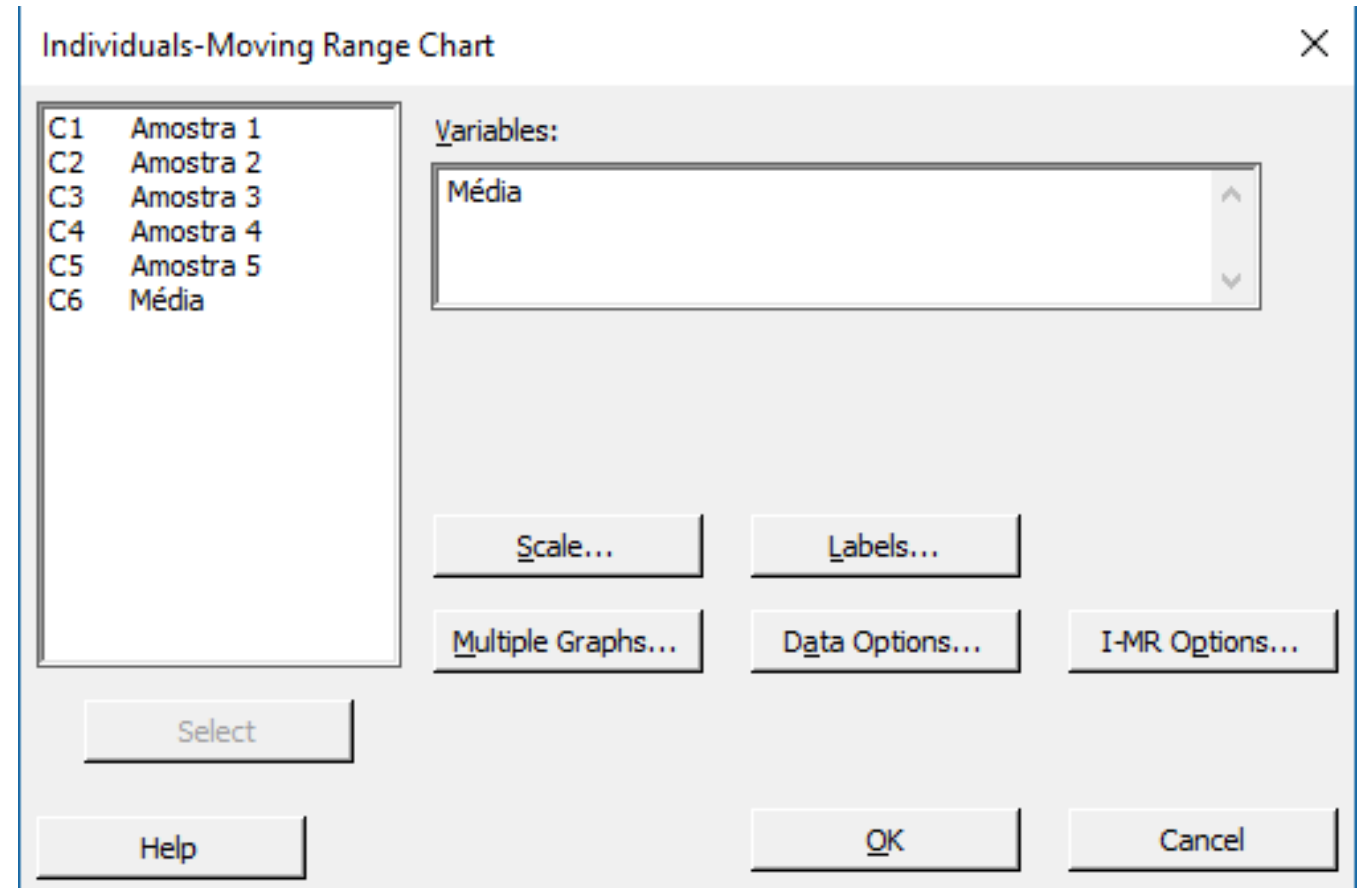 Individuals-Moving Range Chart
C1 Amostra 1
C2 Amostra 2
C3 Amostra 3
C4 Amostra 4
C5 Amostra 5
C6 Média
Variables:
Média
Scale...
Labels...
Multiple Graphs...
Data Options...
I-MR Options...
Select
Help
OK
Cancel